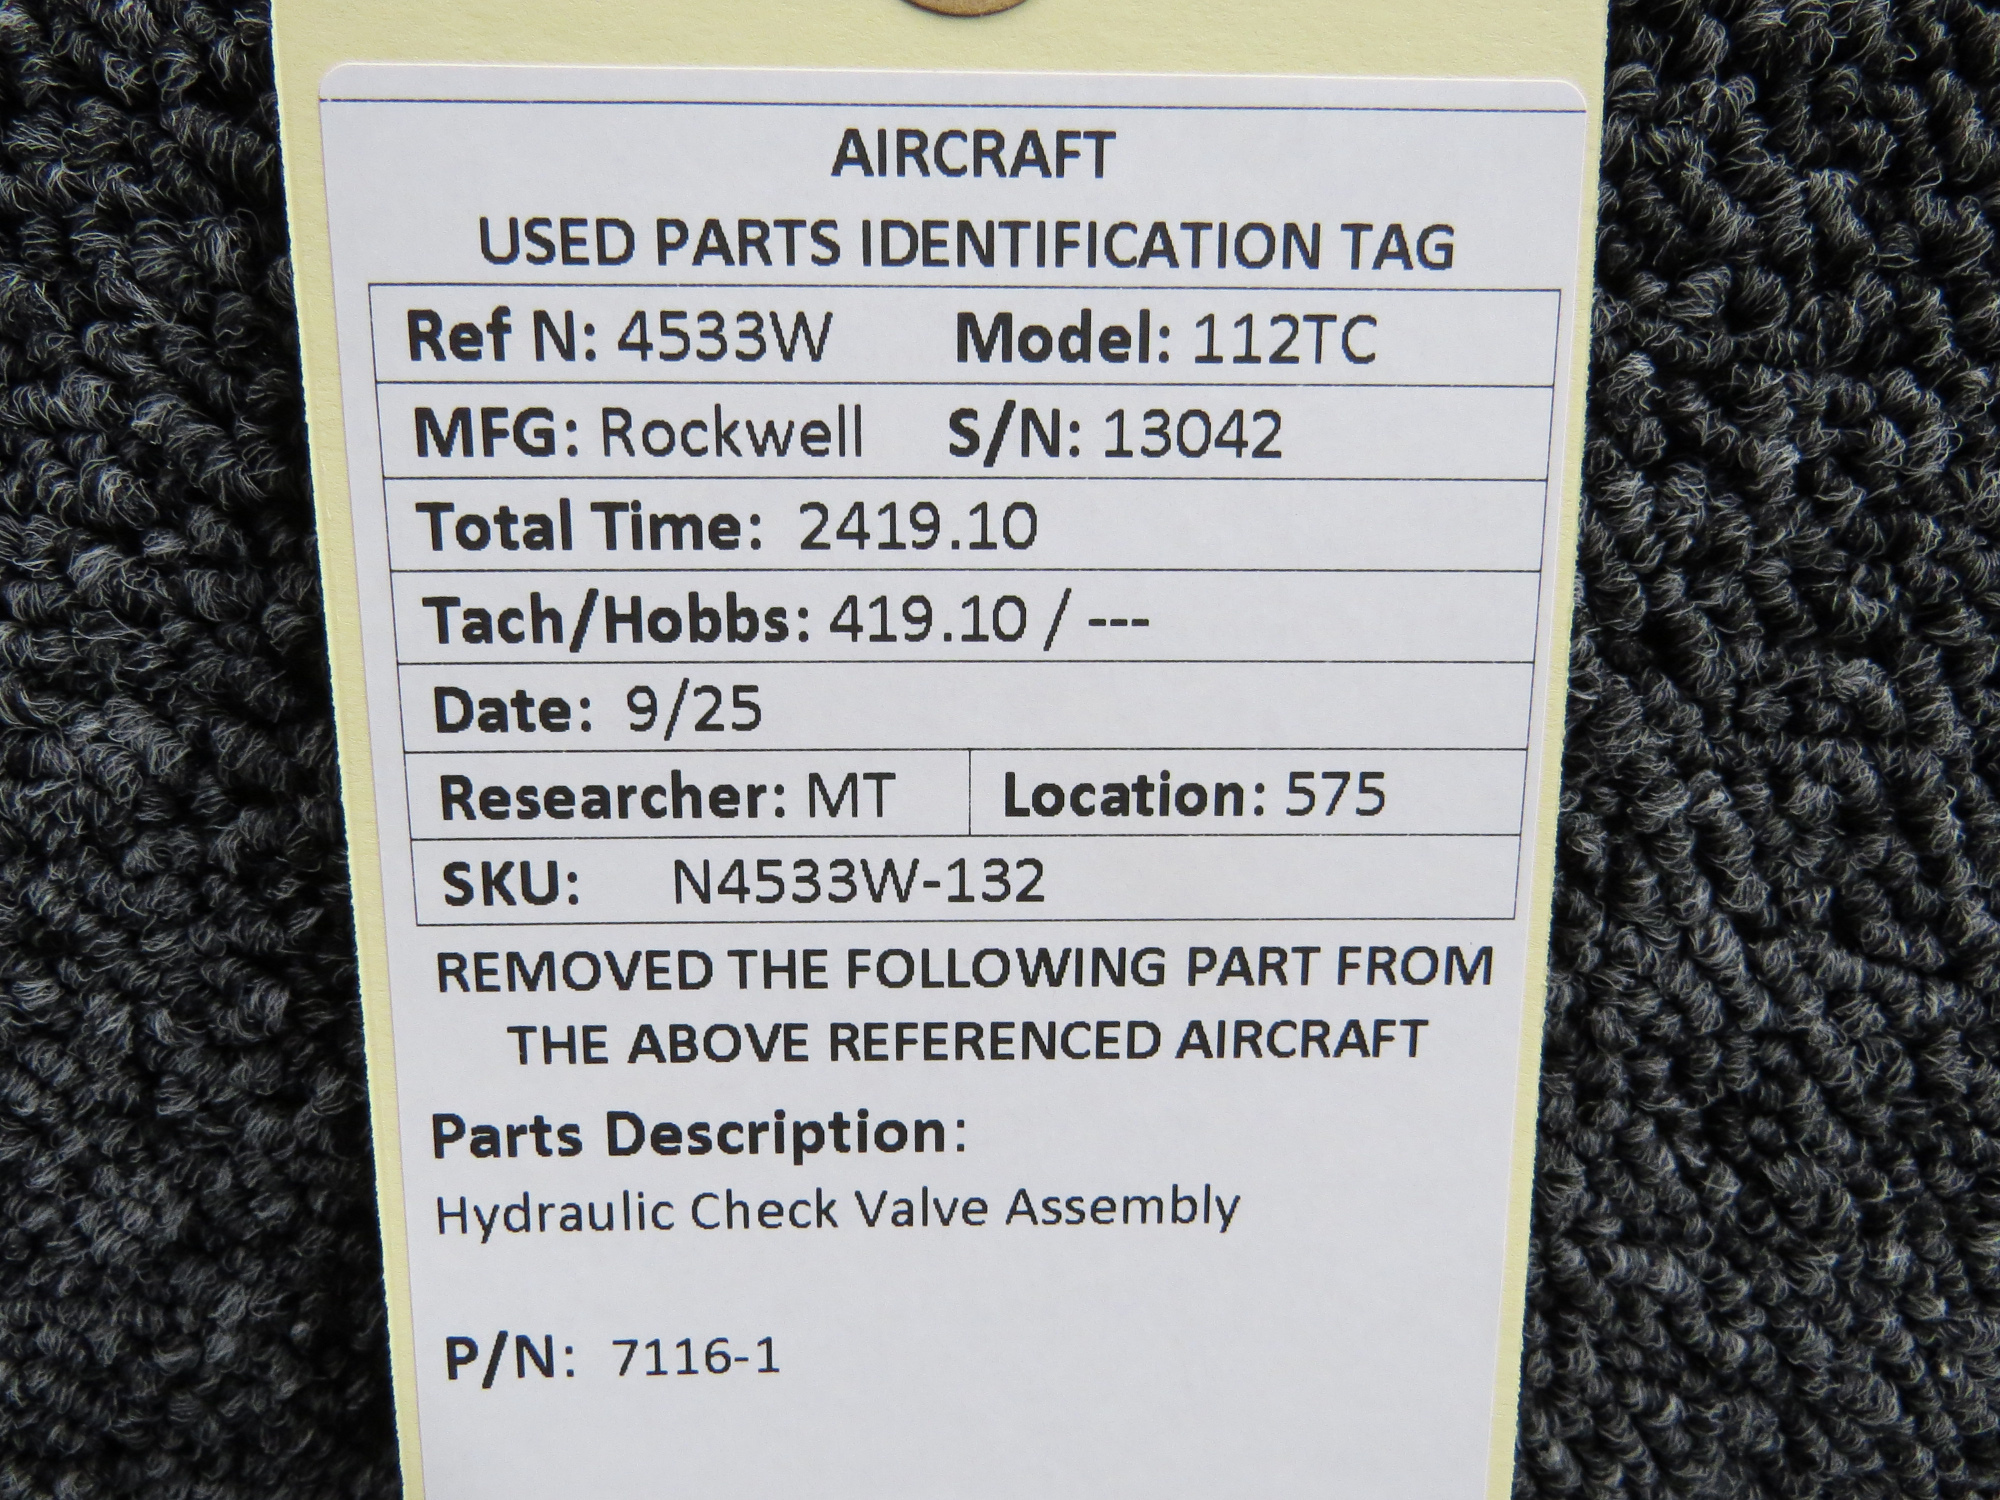 AIRCRAFT
USED PARTS IDENTIFICATION TAG
Ref N: 4533W Model: 112TC
MFG: Rockwell S/N: 13042
Total Time: 2419.10
Tach/Hobbs: 419.10 / ---
Date: 9/25
Researcher: MT Location: 575
SKU: N4533W-132
REMOVED THE FOLLOWING PART FROM
THE ABOVE REFERENCED AIRCRAFT
Parts Description:
Hydraulic Check Valve Assembly
P/N: 7116-1